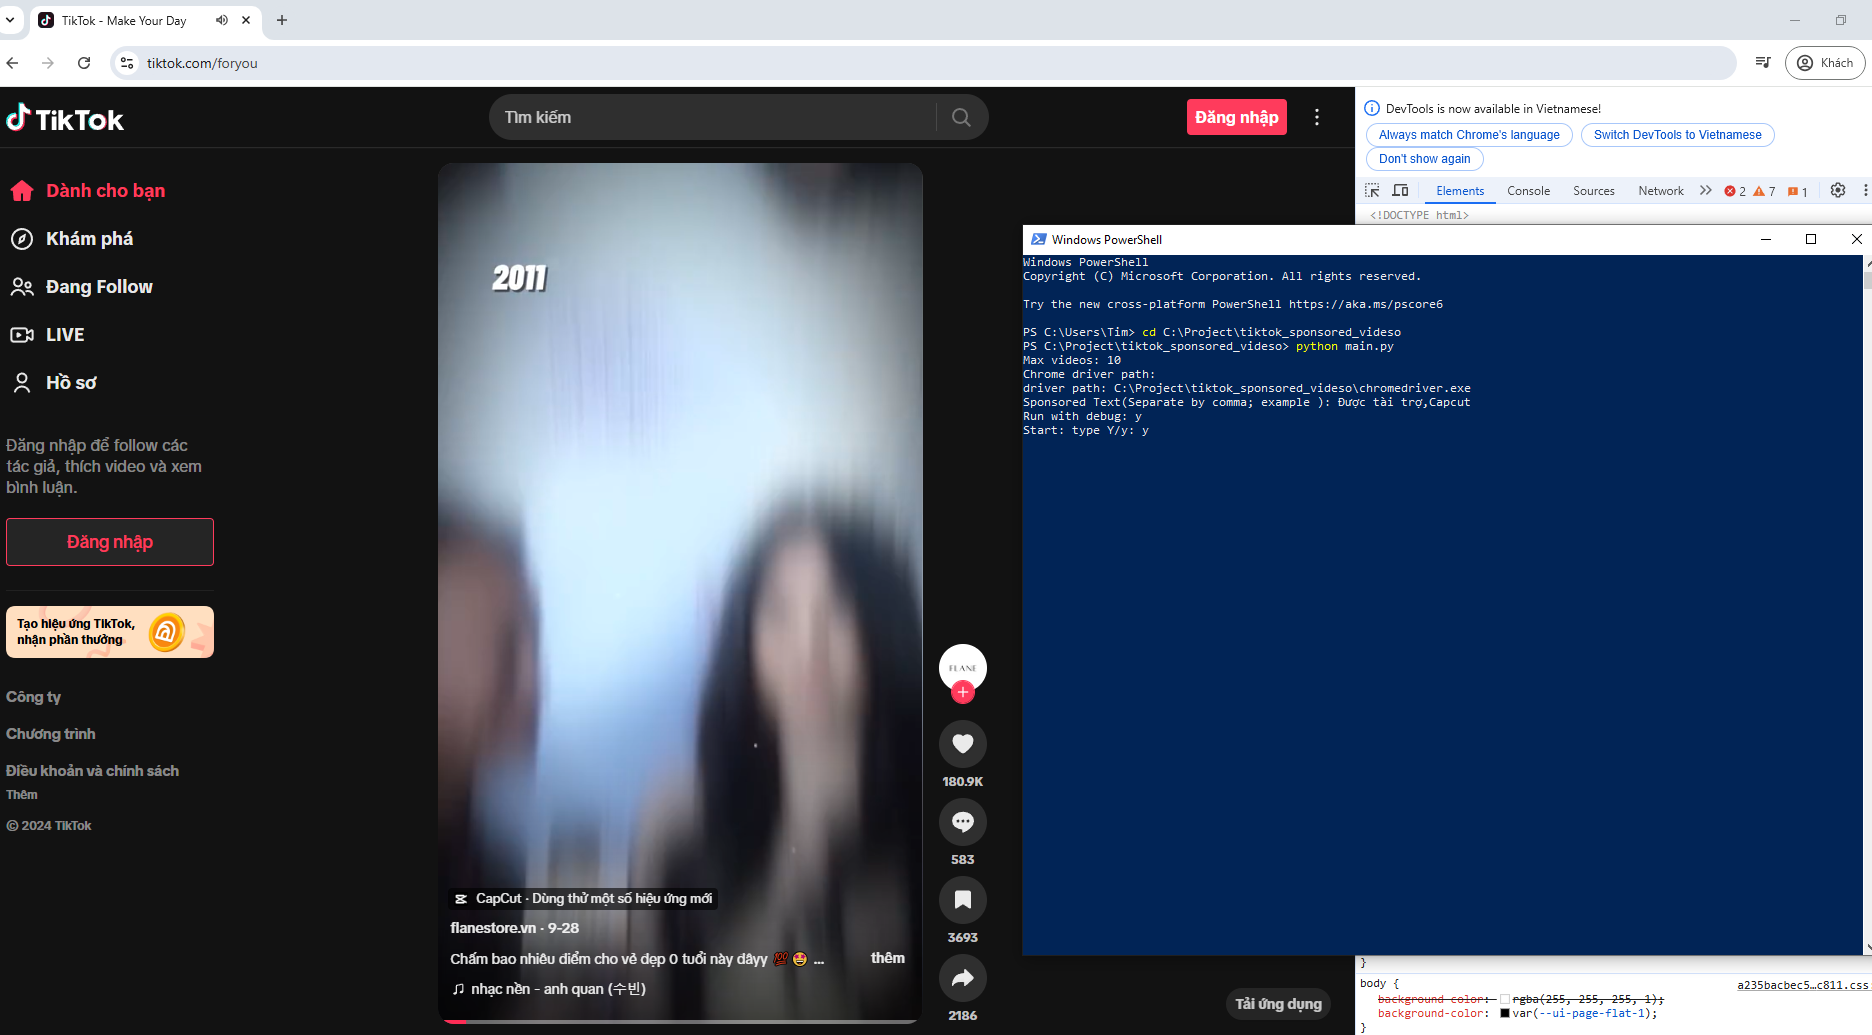 TikTok - Make Your Day
tiktok.com/foryou
Khách
TikTok
Tìm kiếm
Đăng nhập
Dành cho bạn
Khám phá
Đang Follow
LIVE
Hồ sơ
Đăng nhập để follow các
tác giả, thích video và xem
bình luận.
Đăng nhập
Tạo hiệu ứng TikTok,
nhận phần thưởng
Công ty
Chương trình
Điều khoản và chính sách
Thêm
© 2024 TikTok
2011
CapCut · Dùng thử một số hiệu ứng mới
flanestore.vn · 9-28
Chấm bao nhiêu điểm cho vẻ đẹp 0 tuổi này dâyy 💯 🤩 ...
thêm
nhạc nền - anh quan (수빈)
FLANE
180.9K
583
3693
2186
Tải ứng dụng
DevTools is now available in Vietnamese!
Always match Chrome's language
Switch DevTools to Vietnamese
Don't show again
Elements Console Sources Network 2 7 1
<!DOCTYPE html>
Windows PowerShell
Windows PowerShell
Copyright (C) Microsoft Corporation. All rights reserved.
Try the new cross-platform PowerShell https://aka.ms/pscore6
PS C:\Users\Tim> cd C:\Project\tiktok_sponsored_videso
PS C:\Project\tiktok_sponsored_videso> python main.py
Max videos: 10
Chrome driver path:
driver path: C:\Project\tiktok_sponsored_videso\chromedriver.exe
Sponsored Text(Separate by comma; example ): Được tài trợ,Capcut
Run with debug: y
Start: type Y/y: y
}
body {
a235bacbec5…c811.css:
background-color: rgba(255, 255, 255, 1);
background-color: var(--ui-page-flat-1);
}